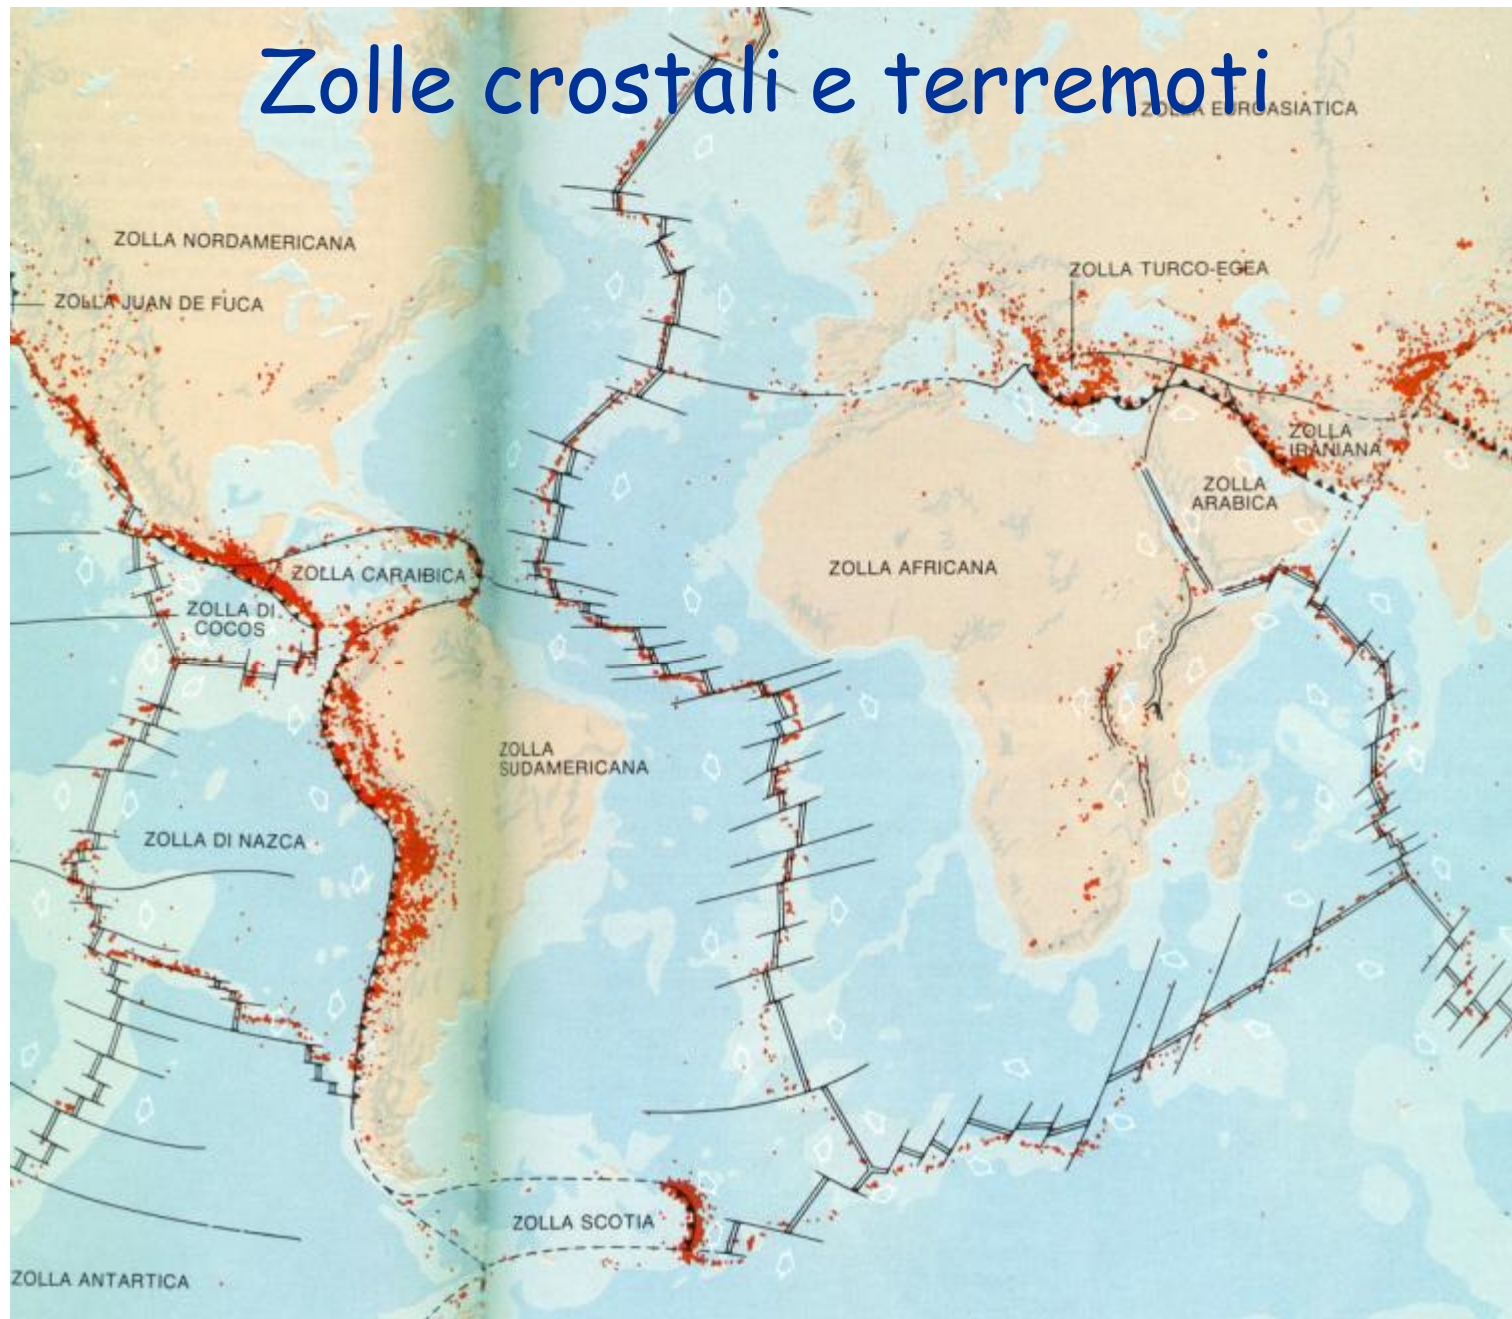 Zolle crostali e terremoti
ZOLLA EUROASIATICA
ZOLLA NORDAMERICANA
ZOLLA TURCO-EGEA
ZOLLA JUAN DE FUCA
ZOLLA
IRANIANA
ZOLLA
ARABICA
ZOLLA CARAIBICA
ZOLLA AFRICANA
ZOLLA DI
COCOS
ZOLLA
SUDAMERICANA
ZOLLA DI NAZCA
ZOLLA SCOTIA
ZOLLA ANTARTICA